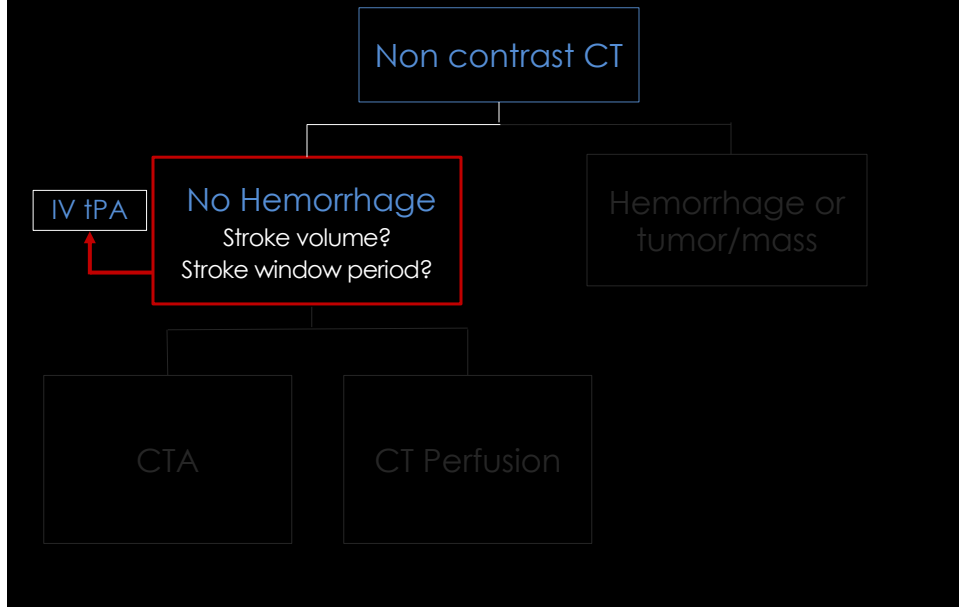 Non contrast CT
IV tPA
No Hemorrhage
Stroke volume?
Stroke window period?
Hemorrhage or
tumor/mass
CTA
CT Perfusion